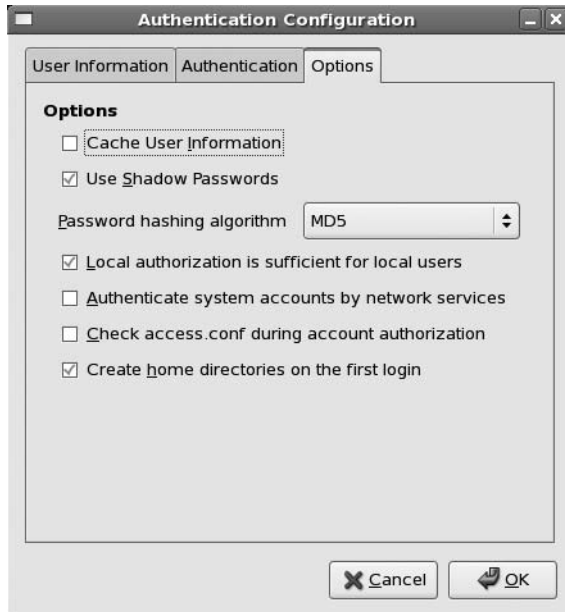 Authentication Configuration
User Information Authentication Options
Options
Cache User Information
Use Shadow Passwords
Password hashing algorithm MD5
Local authorization is sufficient for local users
Authenticate system accounts by network services
Check access.conf during account authorization
Create home directories on the first login
Cancel OK